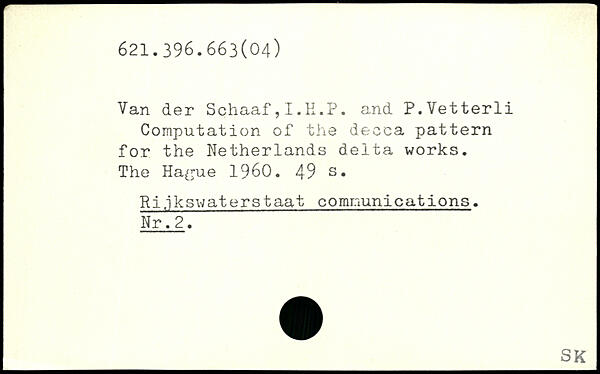 621.396.663(04)
Van der Schaaf,I.H.P. and P.Vetterli
Computation of the decca pattern
for the Netherlands delta works.
The Hague 1960. 49 s.
Rijkswaterstaat communications.
Nr.2.
SK